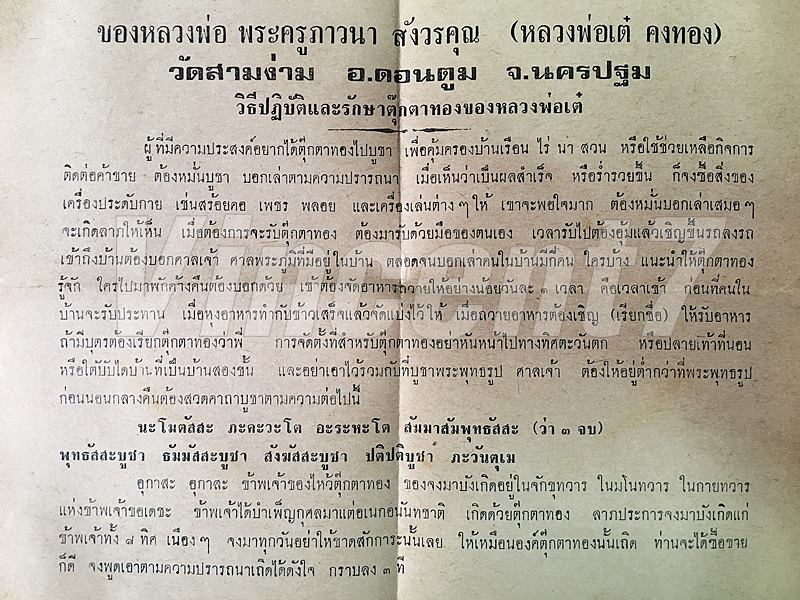 ของหลวงพ่อ พระครูภาวนา สังวรคุณ (หลวงพ่อเต๋ คงทอง)
วัดสามง่าม อ.ดอนตูม จ.นครปฐม
วิธีปฏิบัติและรักษาตุ๊กตาทองของหลวงพ่อเต๋
ผู้ที่มีความประสงค์อยากได้ตุ๊กตาทองไปบูชา เพื่อคุ้มครองบ้านเรือน ไร่ นา สวน หรือใช้ช่วยเหลือกิจการ
ติดต่อค้าขาย ต้องหมั่นบูชา บอกเล่าตามความปรารถนา เมื่อเห็นว่าเป็นผลสำเร็จ หรือร่ำรวยขึ้น ก็จงซื้อสิ่งของ
เครื่องประดับกาย เช่นสร้อยคอ เพชร พลอย และเครื่องเล่นต่าง ๆ ให้ เขาจะพอใจมาก ต้องหมั่นบอกเล่าเสมอ ๆ
จะเกิดลาภให้เห็น เมื่อต้องการจะรับตุ๊กตาทอง ต้องมารับด้วยมือของตนเอง เวลารับไปต้องอุ้มแล้วเชิญขึ้นรถลงรถ
เข้าถึงบ้านต้องบอกศาลเจ้า ศาลพระภูมิที่มีอยู่ในบ้าน ตลอดจนบอกเล่าคนในบ้านมีกี่คน ใครบ้าง แนะนำให้ตุ๊กตาทอง
รู้จัก ใครไปมาพักค้างคืนต้องบอกด้วย เช้าต้องจัดอาหารถวายให้อย่างน้อยวันละ ๑ เวลา คือเวลาเช้า ก่อนที่คนใน
บ้านจะรับประทาน เมื่อหุงอาหารทำกับข้าวเสร็จแล้วจัดแบ่งไว้ให้ เมื่อถวายอาหารต้องเชิญ (เรียกชื่อ) ให้รับอาหาร
ถ้ามีบุตรต้องเรียกตุ๊กตาทองว่าพี่ การจัดตั้งที่สำหรับตุ๊กตาทองอย่าหันหน้าไปทางทิศตะวันตก หรือปลายเท้าที่นอน
หรือใต้บันไดบ้านที่เป็นบ้านสองชั้น และอย่าเอาไว้รวมกับที่บูชาพระพุทธรูป ศาลเจ้า ต้องให้อยู่ต่ำกว่าที่พระพุทธรูป
ก่อนนอนกลางคืนต้องสวดคาถาบูชาตามความต่อไปนี้
นะโมตัสสะ ภะคะวะโต อะระหะโต สัมมาสัมพุทธัสสะ (ว่า ๓ จบ)
พุทธัสสะบูชา ธัมมัสสะบูชา สังฆัสสะบูชา ปติปติบูชา ภะวันตุเม
อุกาสะ อุกาสะ ข้าพเจ้าของไหว้ตุ๊กตาทอง ของจงมาบังเกิดอยู่ในจักขุทวาร ในมโนทวาร ในกายทวาร
แห่งข้าพเจ้าขอเดชะ ข้าพเจ้าได้บำเพ็ญกุศลมาแต่อเนกอนันทชาติ เกิดด้วยตุ๊กตาทอง ลาภประการจงมาบังเกิดแก่
ข้าพเจ้าทั้ง ๘ ทิศ เนือง ๆ จงมาทุกวันอย่าให้ขาดสักการะนั้นเลย ให้เหมือนองค์ตุ๊กตาทองนั้นเถิด ท่านจะได้ซื้อขาย
ก็ดี จงพูดเอาตามความปรารถนาเถิดได้ดังใจ กราบลง ๓ ที
Vincent7